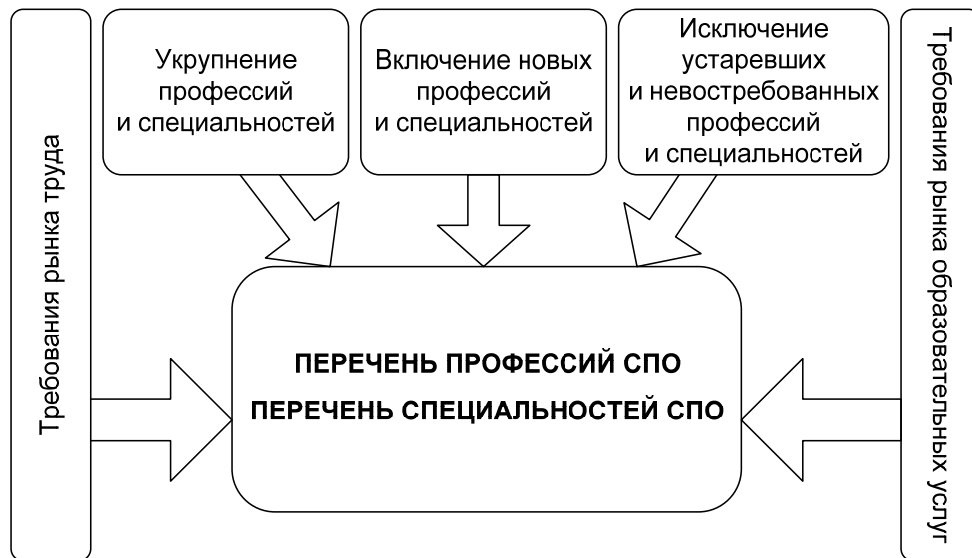 Требования рынка труда
Укрупнение
профессий
и специальностей
Включение новых
профессий
и специальностей
Исключение
устаревших
и невостребованных
профессий
и специальностей
Требования рынка образовательных услуг
ПЕРЕЧЕНЬ ПРОФЕССИЙ СПО
ПЕРЕЧЕНЬ СПЕЦИАЛЬНОСТЕЙ СПО